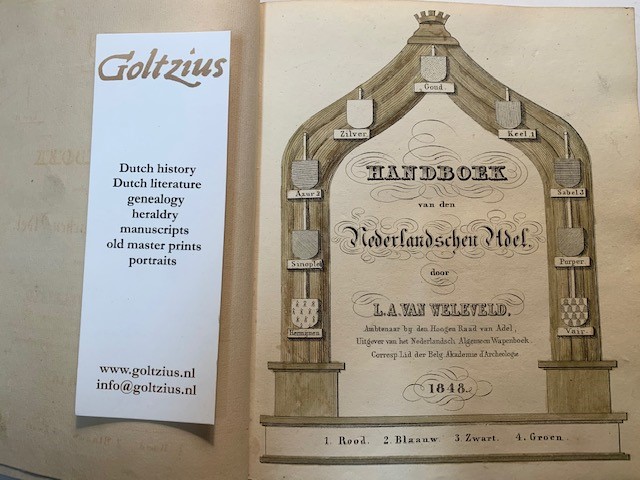 Goltzius
Dutch history
Dutch literature
genealogy
heraldry
manuscripts
old master prints
portraits
www.goltzius.nl
info@goltzius.nl
Goud.
Zilver.
Keel 1
Azur 2
Sabel 3
Sinople
Purper
Hermynen
Vair.
HANDBOEK
van den
Nederlandschen Adel.
door
L.A. VAN WELEVELD.
Ambtenaar by den Hoogen Raad van Adel,
Uitgever van het Nederlandsch Algemeen Wapenboek.
Corresp Lid der Belg. Akademie d'Archeologie
1848.
1. Rood. 2. Blaauw. 3. Zwart. 4. Groen.